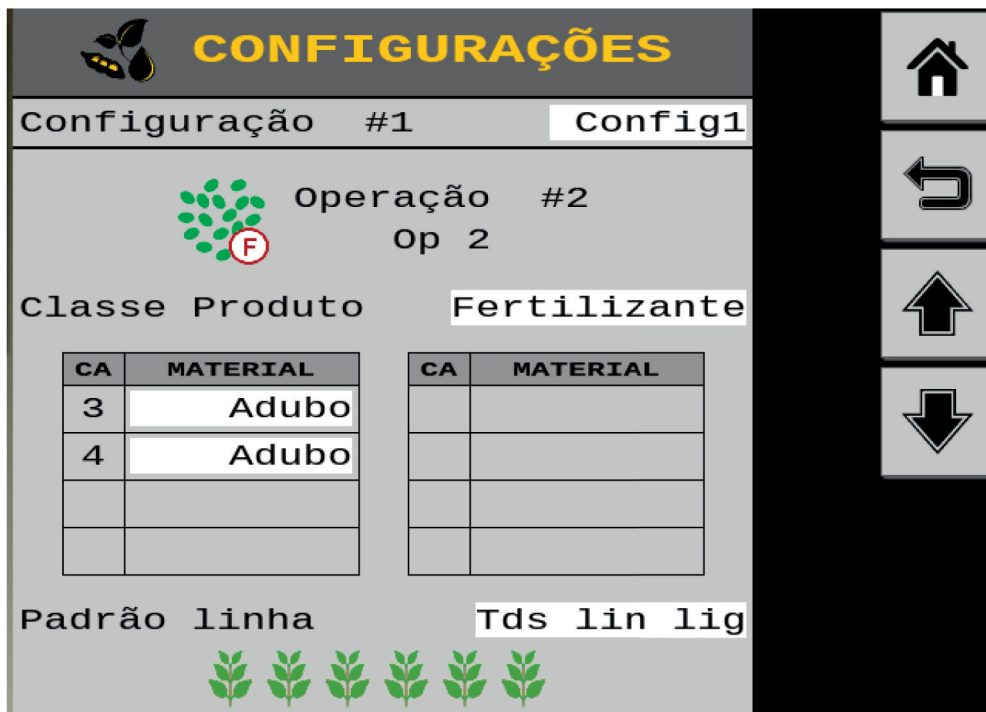 CONFIGURAÇÕES
Configuração #1 Config1
Operação #2
Op 2
F
Classe Produto Fertilizante
CA MATERIAL CA MATERIAL
3 Adubo
4 Adubo
Padrão linha Tds lin lig